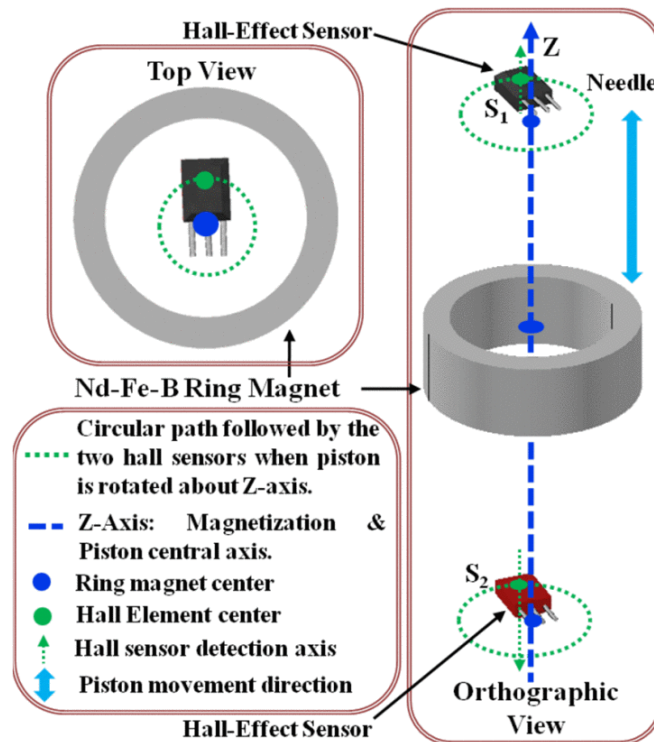 Hall-Effect Sensor
Top View
Z
Needle
S1
Nd-Fe-B Ring Magnet
Circular path followed by the
two hall sensors when piston
is rotated about Z-axis.
Z-Axis: Magnetization &
Piston central axis.
Ring magnet center
Hall Element center
Hall sensor detection axis
Piston movement direction
Hall-Effect Sensor
S2
Orthographic
View